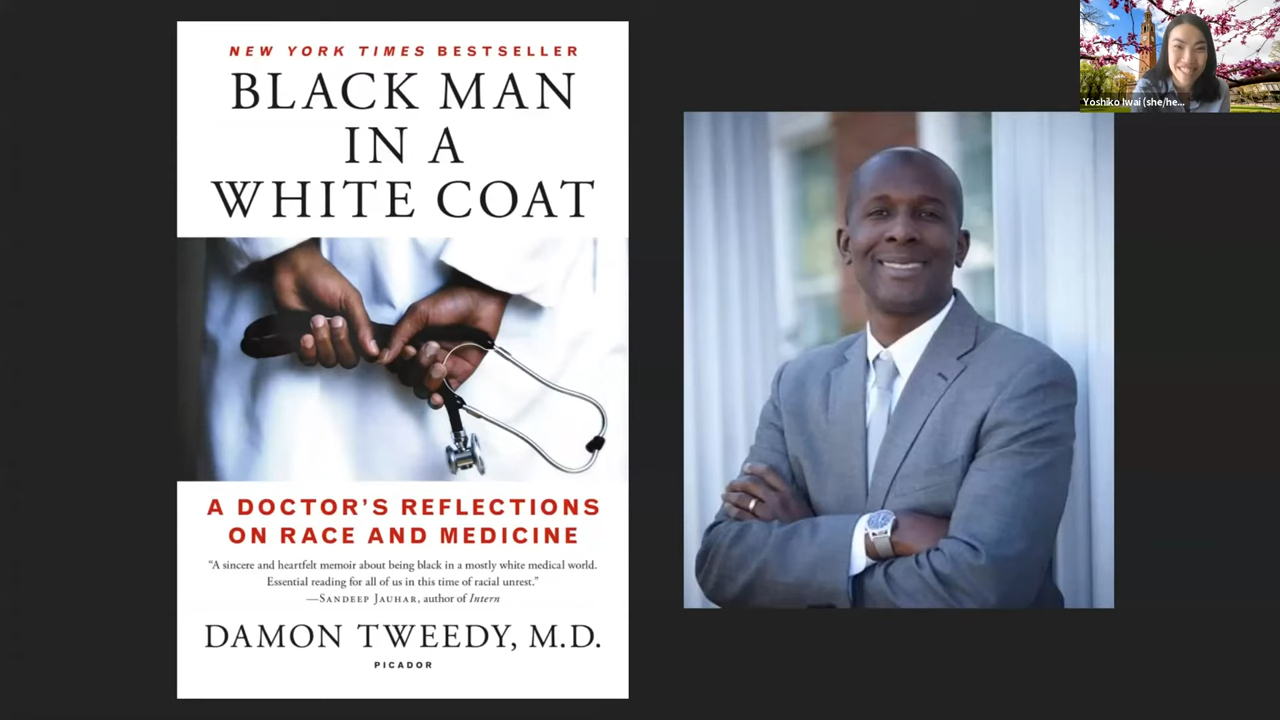 NEW YORK TIMES BESTSELLER
BLACK MAN
IN A
WHITE COAT
A DOCTOR'S REFLECTIONS
ON RACE AND MEDICINE
“A sincere and heartfelt memoir about being black in a mostly white medical world.
Essential reading for all of us in this time of racial unrest.”
—SANDEEP JAUHAR, author of Intern
DAMON TWEEDY, M.D.
PICADOR
Yoshiko Iwai (she/he...